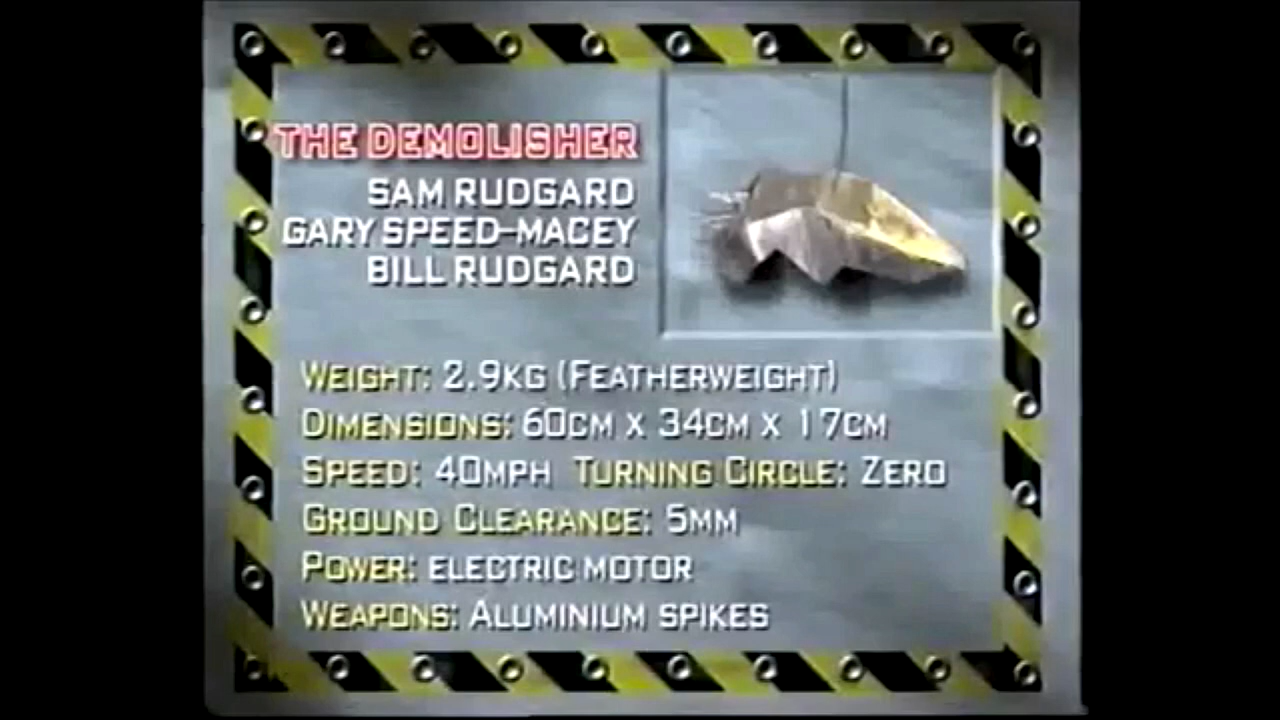 THE DEMOLISHER
SAM RUDGARD
GARY SPEED-MACEY
BILL RUDGARD
WEIGHT: 2.9KG (FEATHERWEIGHT)
DIMENSIONS: 60CM X 34CM X 17CM
SPEED: 40MPH TURNING CIRCLE: ZERO
GROUND CLEARANCE: 5MM
POWER: ELECTRIC MOTOR
WEAPONS: ALUMINIUM SPIKES